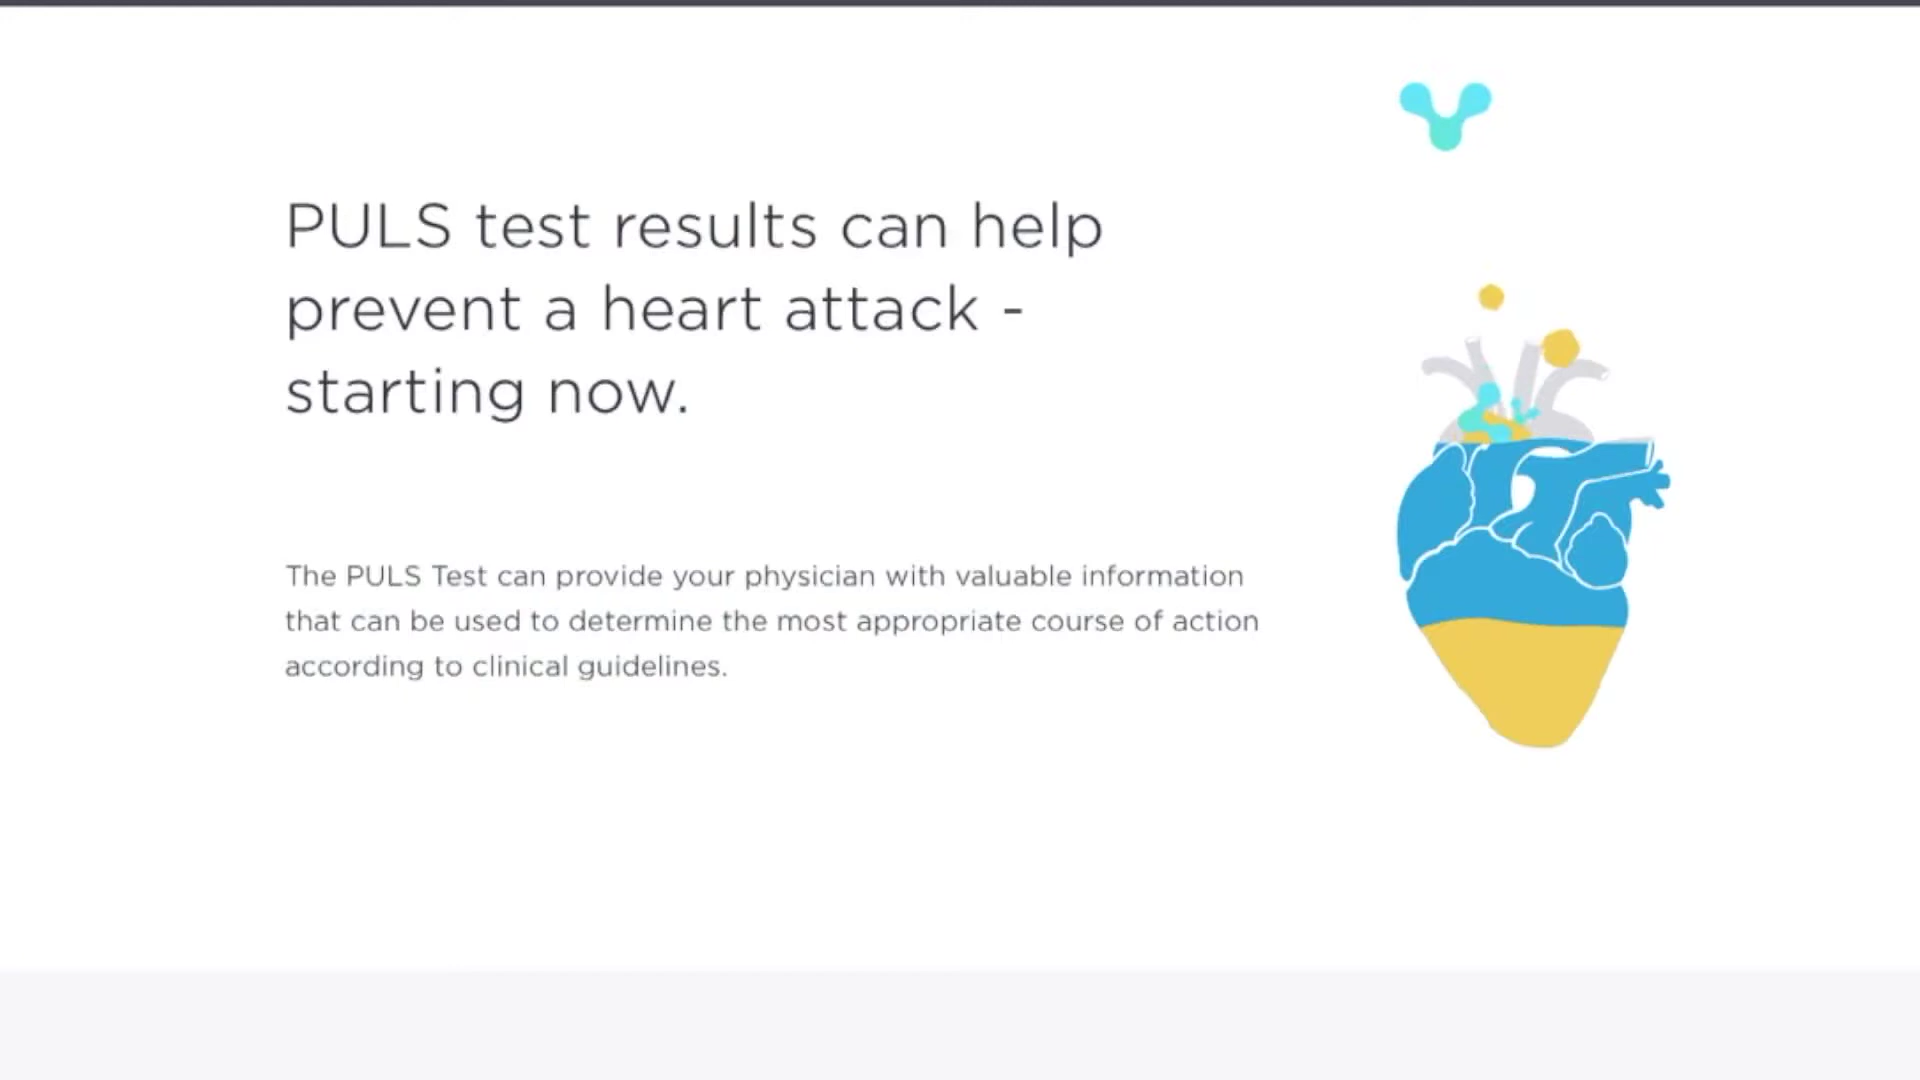 PULS test results can help
prevent a heart attack -
starting now.
The PULS Test can provide your physician with valuable information
that can be used to determine the most appropriate course of action
according to clinical guidelines.